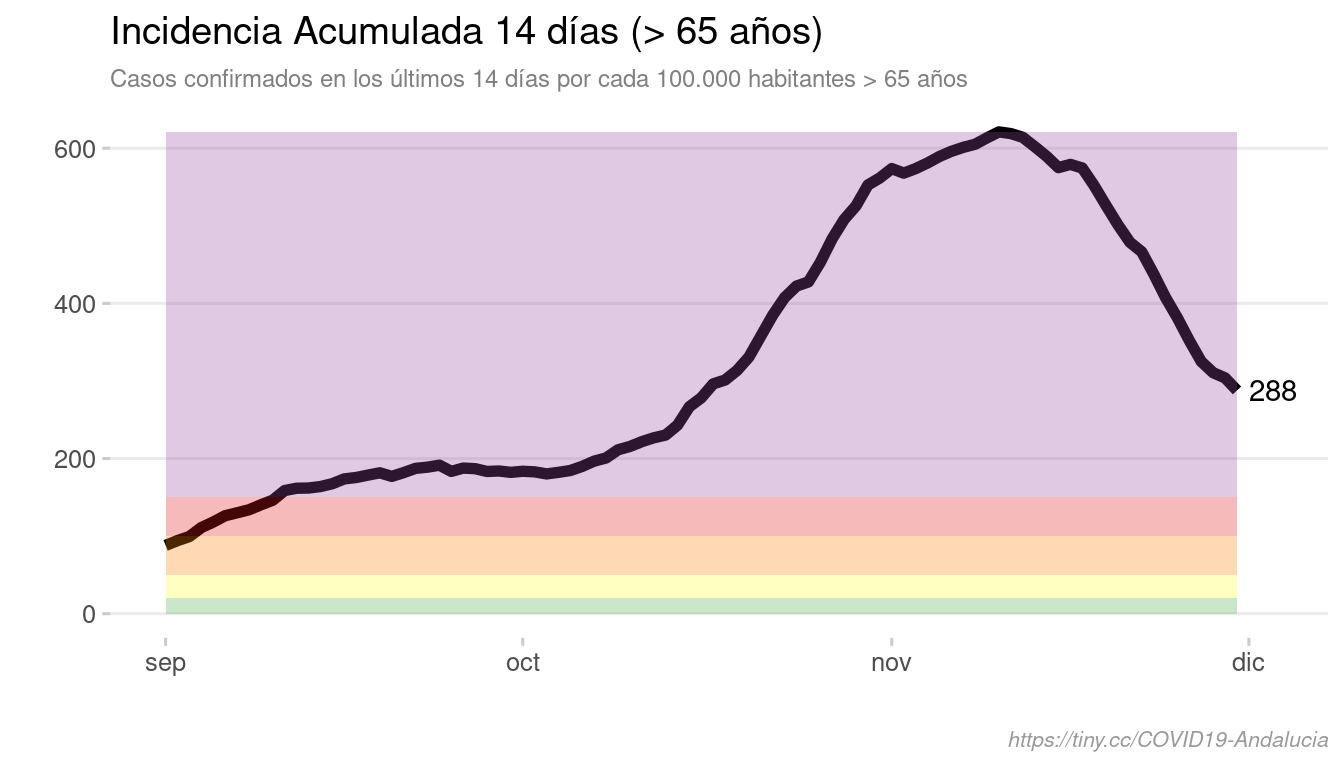 Incidencia Acumulada 14 días (> 65 años)
Casos confirmados en los últimos 14 días por cada 100.000 habitantes > 65 años
600
400
288
200
0
sep oct nov dic
https://tiny.cc/COVID19-Andalucia